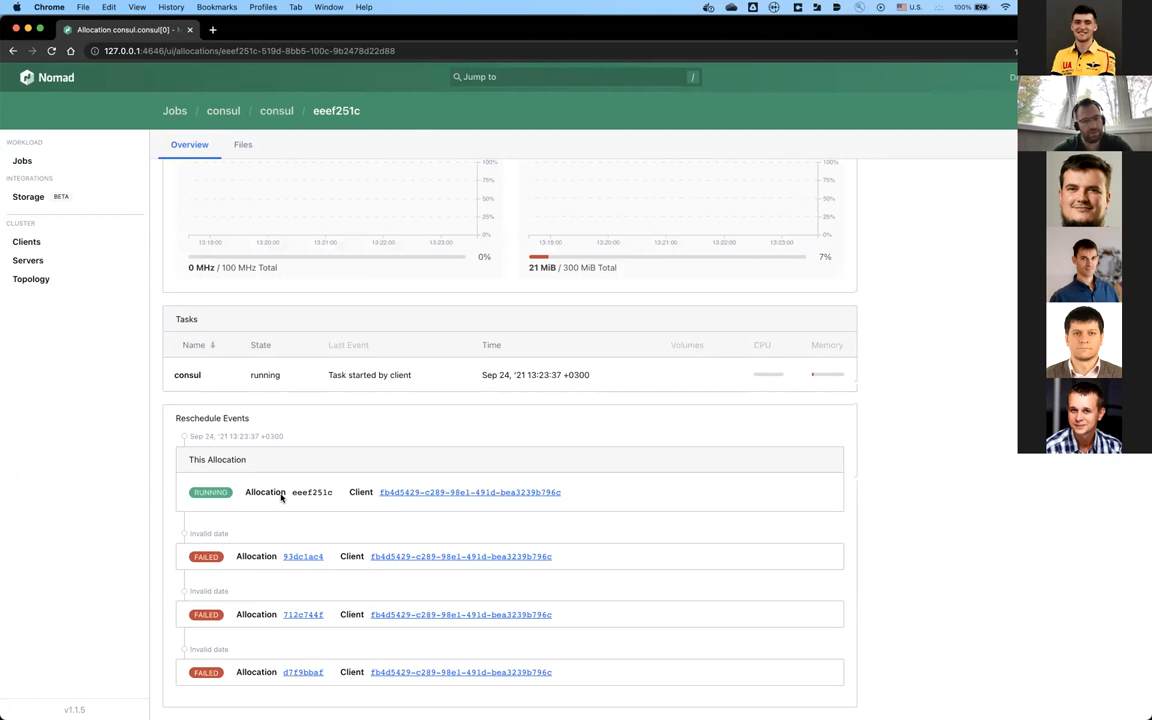 Chrome File Edit View History Bookmarks Profiles Tab Window Help U.S. 100%
Allocation consul.consul[0] -
127.0.0.1:4646/ui/allocations/eeef251c-519d-8bb5-100c-9b2478d22d88
Nomad
Jump to /
Jobs / consul / consul / eeef251c
WORKLOAD
Jobs
INTEGRATIONS
Storage BETA
CLUSTER
Clients
Servers
Topology
v1.1.5
Overview Files
100% 100%
75% 75%
50% 50%
25% 25%
0% 0%
13:19:00 13:20:00 13:21:00 13:22:00 13:23:00 13:19:00 13:20:00 13:21:00 13:22:00 13:23:00
0% 7%
0 MHz / 100 MHz Total 21 MiB / 300 MiB Total
Tasks
Name State Last Event Time Volumes CPU Memory
consul running Task started by client Sep 24, '21 13:23:37 +0300
Reschedule Events
Sep 24, '21 13:23:37 +0300
This Allocation
RUNNING Allocation eeef251c Client fb4d5429-c289-98e1-491d-bea3239b796c
Invalid date
FAILED Allocation 93dc1ac4 Client fb4d5429-c289-98e1-491d-bea3239b796c
Invalid date
FAILED Allocation 712c744f Client fb4d5429-c289-98e1-491d-bea3239b796c
Invalid date
FAILED Allocation d7f9bbaf Client fb4d5429-c289-98e1-491d-bea3239b796c
UA